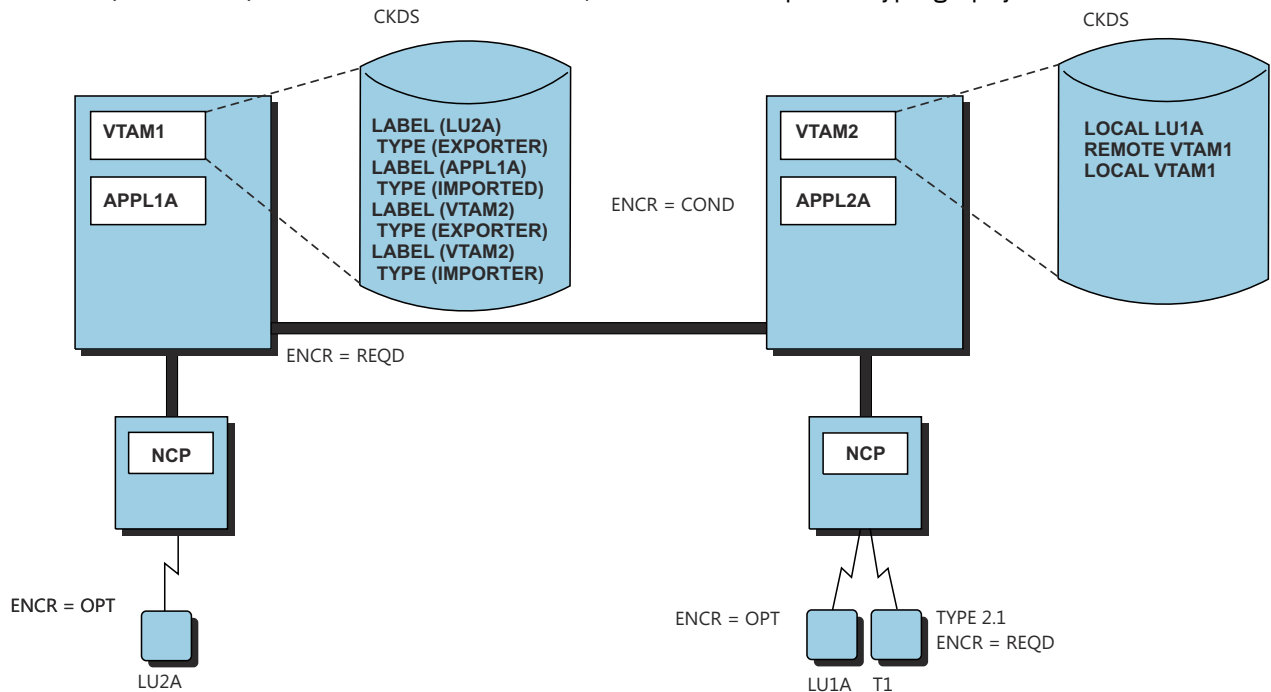 CKDS
CKDS
VTAM1
APPL1A
LABEL (LU2A)
TYPE (EXPORTER)
LABEL (APPL1A)
TYPE (IMPORTED)
LABEL (VTAM2)
TYPE (EXPORTER)
LABEL (VTAM2)
TYPE (IMPORTER)
ENCR = COND
VTAM2
APPL2A
LOCAL LU1A
REMOTE VTAM1
LOCAL VTAM1
ENCR = REQD
NCP
NCP
ENCR = OPT
LU2A
ENCR = OPT
TYPE 2.1
ENCR = REQD
LU1A
T1